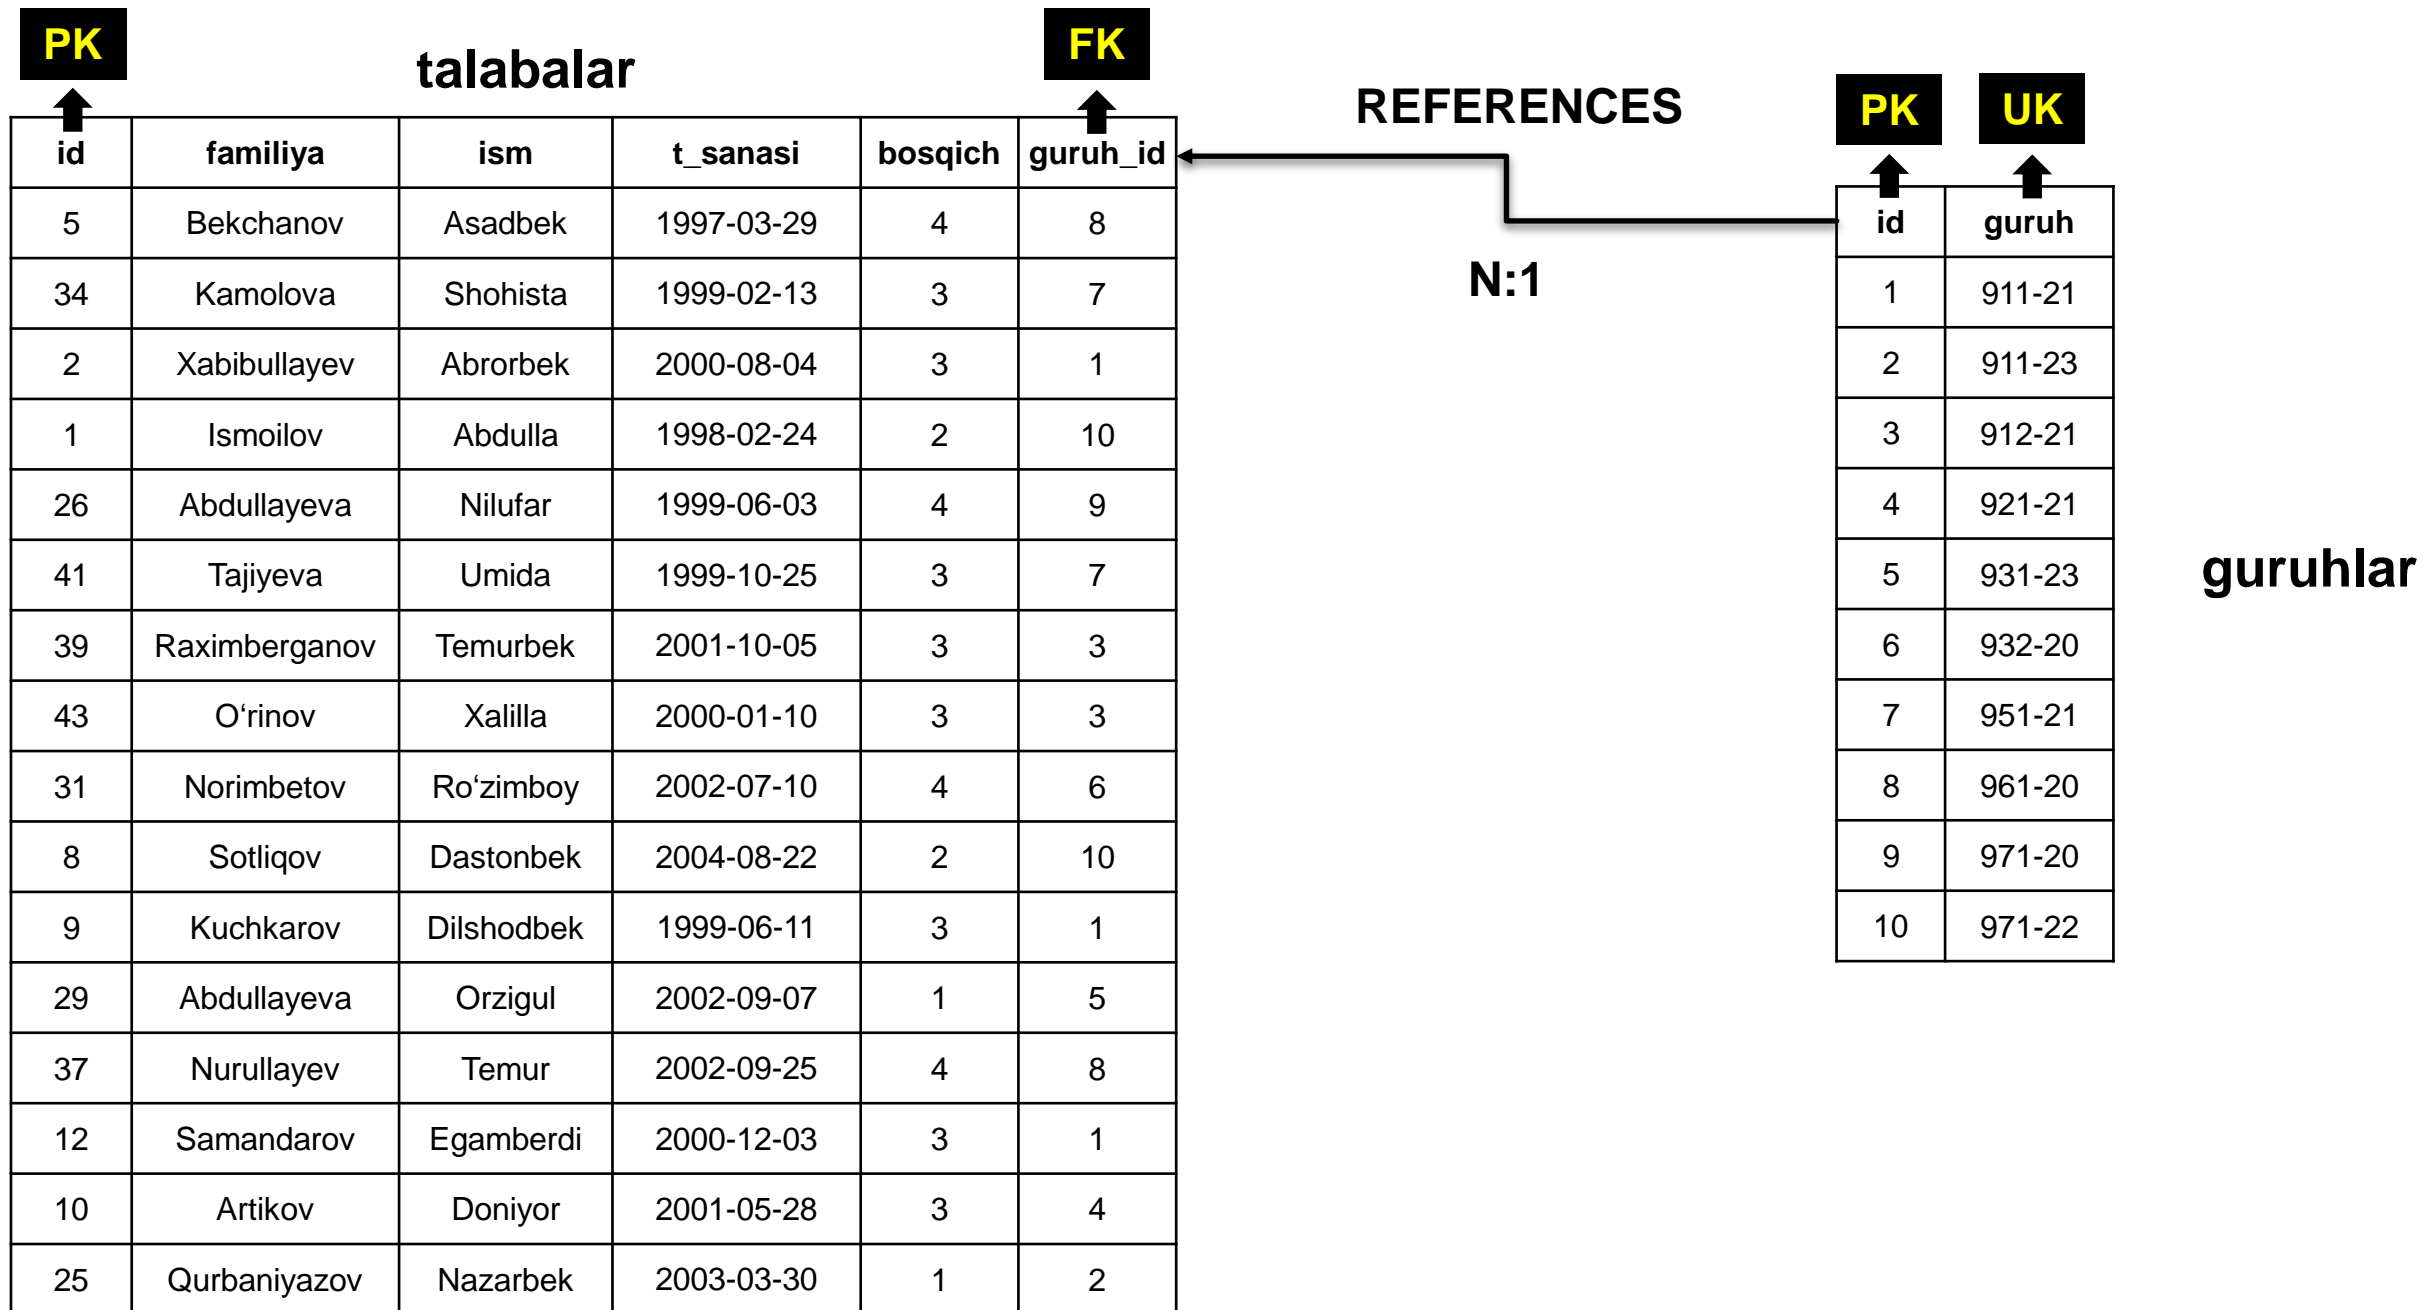 PK
talabalar
FK
id familiya ism t_sanasi bosqich guruh_id
5 Bekchanov Asadbek 1997-03-29 4 8
34 Kamolova Shohista 1999-02-13 3 7
2 Xabibullayev Abrorbek 2000-08-04 3 1
1 Ismoilov Abdulla 1998-02-24 2 10
26 Abdullayeva Nilufar 1999-06-03 4 9
41 Tajiyeva Umida 1999-10-25 3 7
39 Raximberganov Temurbek 2001-10-05 3 3
43 O‘rinov Xalilla 2000-01-10 3 3
31 Norimbetov Ro‘zimboy 2002-07-10 4 6
8 Sotliqov Dastonbek 2004-08-22 2 10
9 Kuchkarov Dilshodbek 1999-06-11 3 1
29 Abdullayeva Orzigul 2002-09-07 1 5
37 Nurullayev Temur 2002-09-25 4 8
12 Samandarov Egamberdi 2000-12-03 3 1
10 Artikov Doniyor 2001-05-28 3 4
25 Qurbaniyazov Nazarbek 2003-03-30 1 2
REFERENCES
N:1
PK UK
id guruh
1 911-21
2 911-23
3 912-21
4 921-21
5 931-23
6 932-20
7 951-21
8 961-20
9 971-20
10 971-22
guruhlar